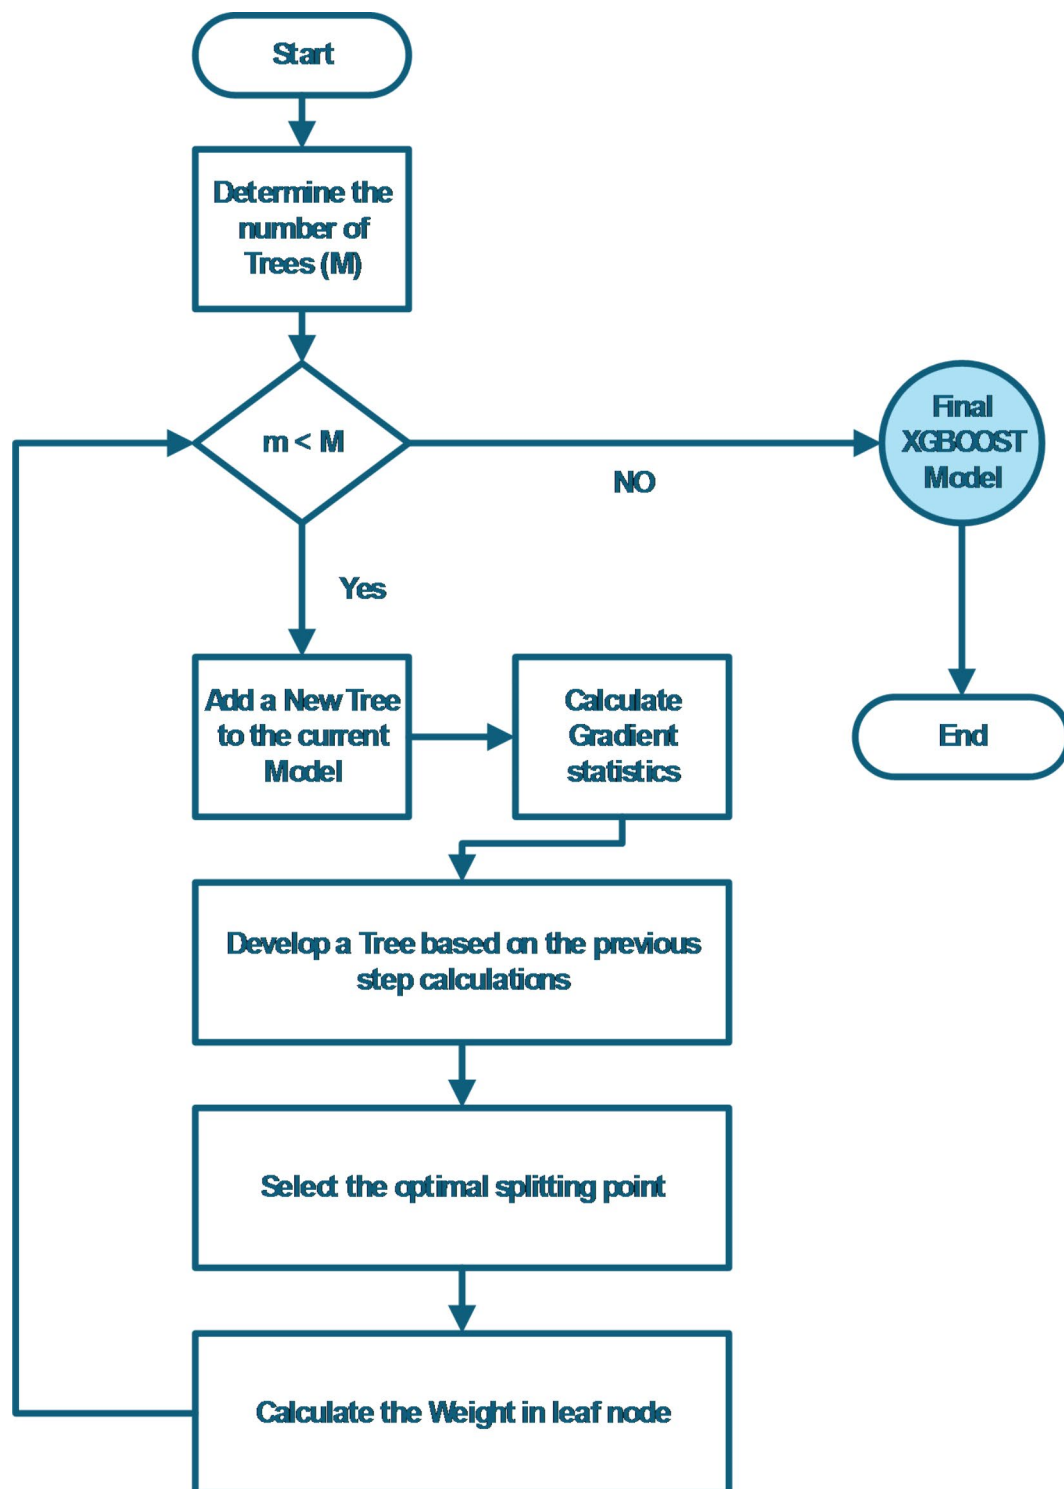 Start
Determine the
number of
Trees (M)
m < M
NO
Final
XGBOOST
Model
Yes
Add a New Tree
to the current
Model
Calculate
Gradient
statistics
End
Develop a Tree based on the previous
step calculations
Select the optimal splitting point
Calculate the Weight in leaf node